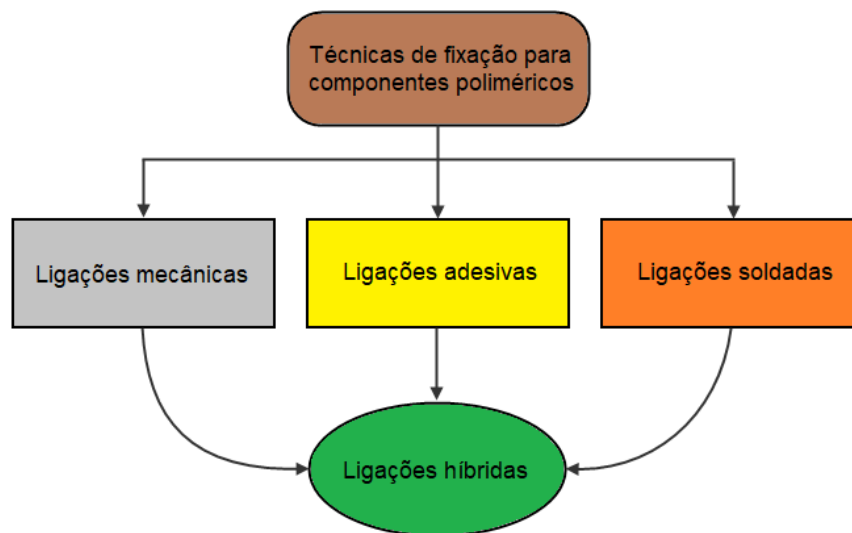 Técnicas de fixação para
componentes poliméricos
Ligações mecânicas
Ligações adesivas
Ligações soldadas
Ligações híbridas